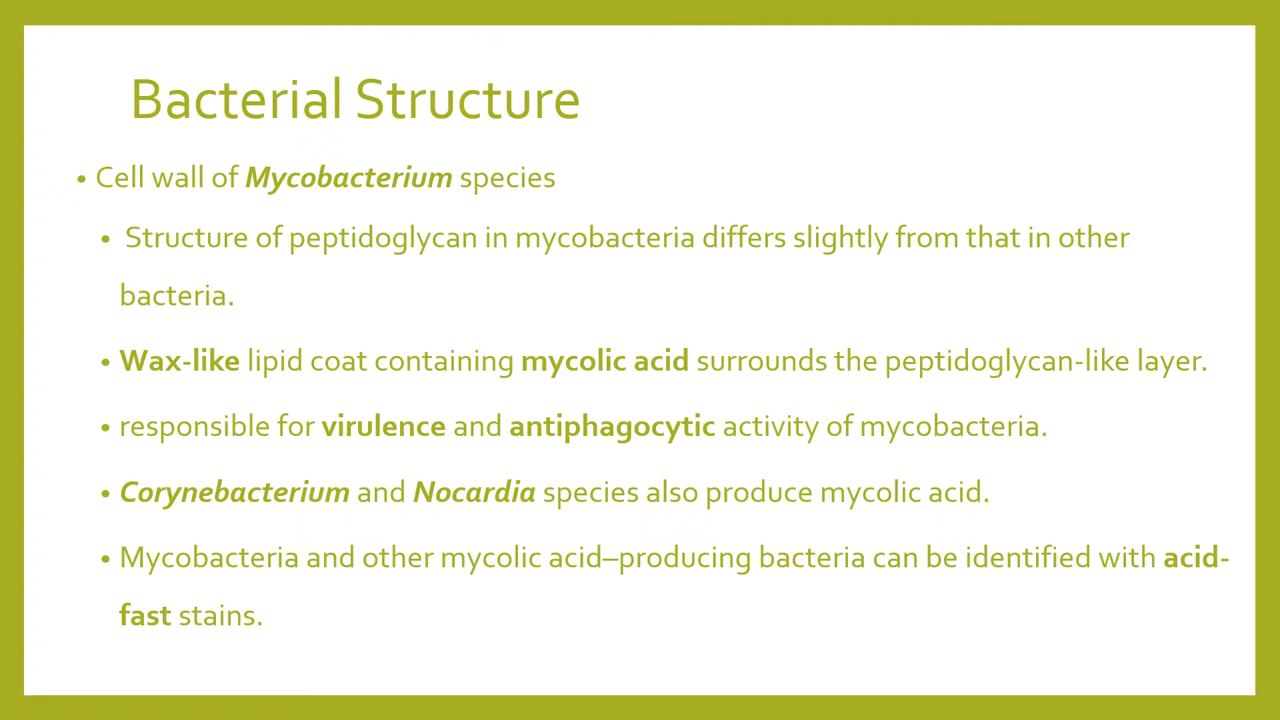 Bacterial Structure
• Cell wall of Mycobacterium species
• Structure of peptidoglycan in mycobacteria differs slightly from that in other
bacteria.
• Wax-like lipid coat containing mycolic acid surrounds the peptidoglycan-like layer.
• responsible for virulence and antiphagocytic activity of mycobacteria.
• Corynebacterium and Nocardia species also produce mycolic acid.
• Mycobacteria and other mycolic acid–producing bacteria can be identified with acid-
fast stains.